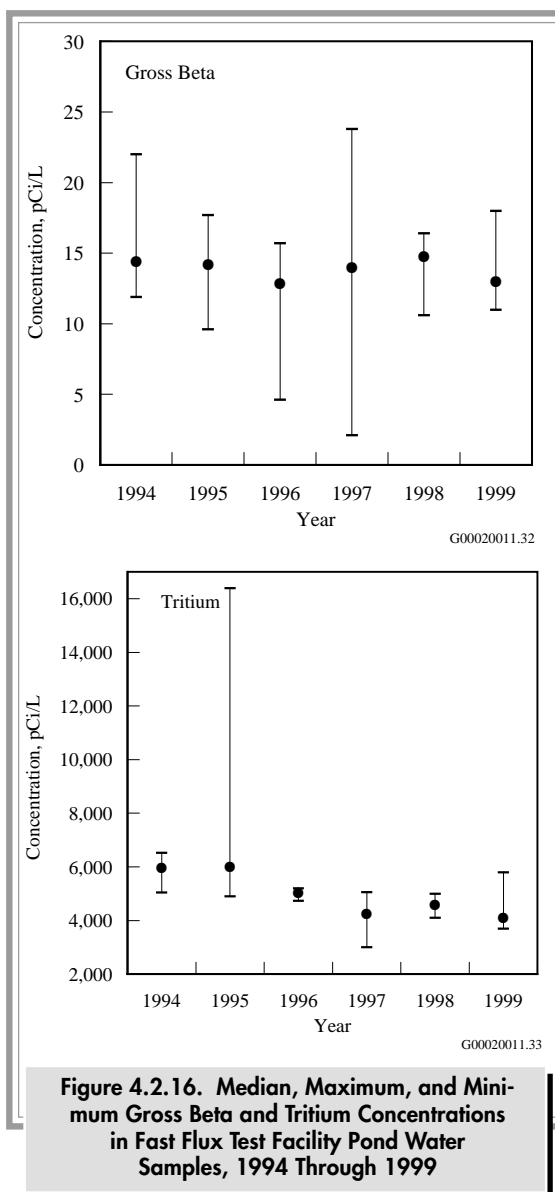 30
Gross Beta
25
20
15
10
5
0
Concentration, pCi/L
1994 1995 1996 1997 1998 1999
Year
G00020011.32
16,000
Tritium
14,000
12,000
10,000
8,000
6,000
4,000
2,000
Concentration, pCi/L
1994 1995 1996 1997 1998 1999
Year
G00020011.33
Figure 4.2.16. Median, Maximum, and Mini-
mum Gross Beta and Tritium Concentrations
in Fast Flux Test Facility Pond Water
Samples, 1994 Through 1999